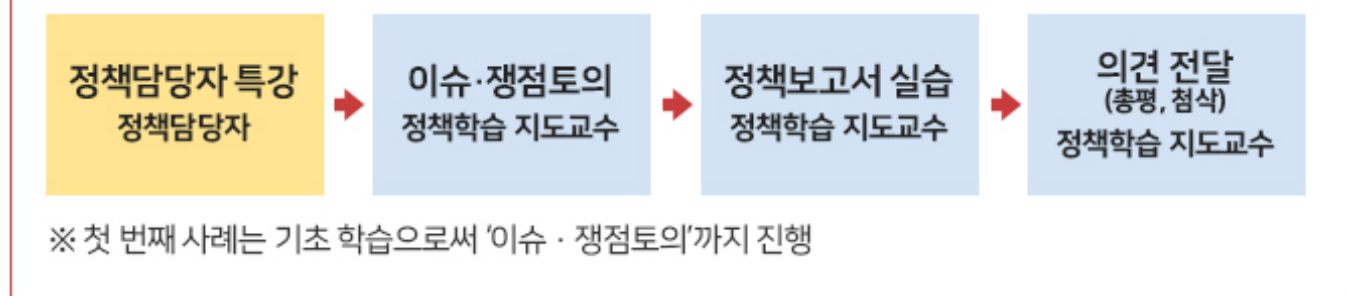 정책담당자 특강
정책담당자
이슈·쟁점토의
정책학습 지도교수
정책보고서 실습
정책학습 지도교수
의견 전달
(총평, 첨삭)
정책학습 지도교수
※ 첫 번째 사례는 기초 학습으로써 '이슈 · 쟁점토의'까지 진행